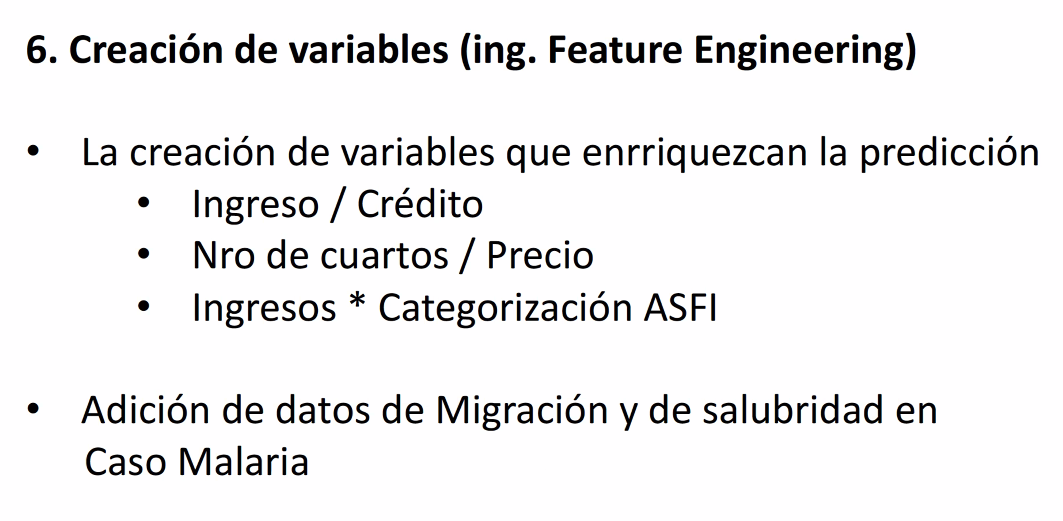 6. Creación de variables (ing. Feature Engineering)
• La creación de variables que enrriquezcan la predicción
• Ingreso / Crédito
• Nro de cuartos / Precio
• Ingresos * Categorización ASFI
• Adición de datos de Migración y de salubridad en
Caso Malaria